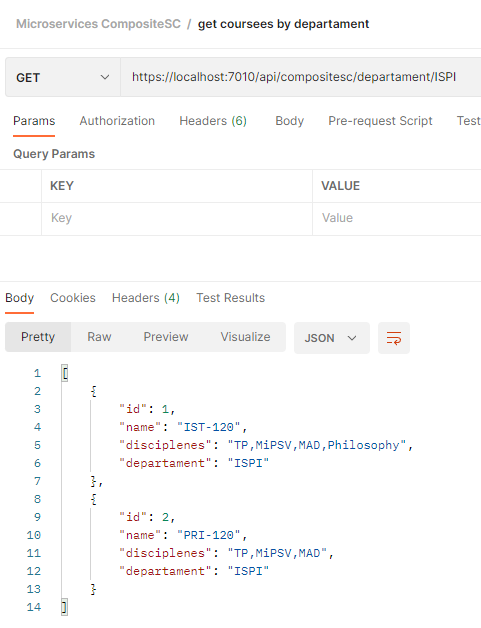 Microservices CompositeSC / get coursees by departament
GET https://localhost:7010/api/compositesc/departament/ISPI
Params Authorization Headers (6) Body Pre-request Script Test
Query Params
KEY VALUE
Key Value
Body Cookies Headers (4) Test Results
Pretty Raw Preview Visualize JSON
1 [
2 {
3 "id": 1,
4 "name": "IST-120",
5 "disciplenes": "TP,MiPSV,MAD,Philosophy",
6 "departament": "ISPI"
7 },
8 {
9 "id": 2,
10 "name": "PRI-120",
11 "disciplenes": "TP,MiPSV,MAD",
12 "departament": "ISPI"
13 }
14 ]